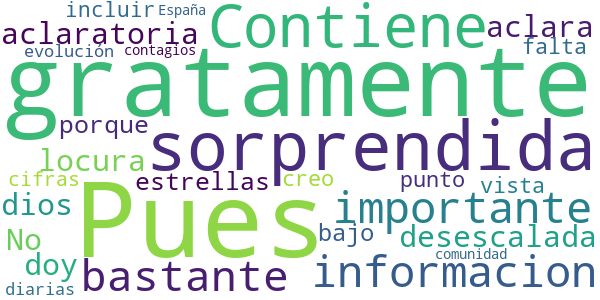 incluir España
aclaratoria Contiene aclara
evolución contagios falta
gratamente
porque sorprendida
locura
cifras estrellas creo punto vista
dios Pues importante
No bajo desescalada
doy bastante comunidad
diarias informacion